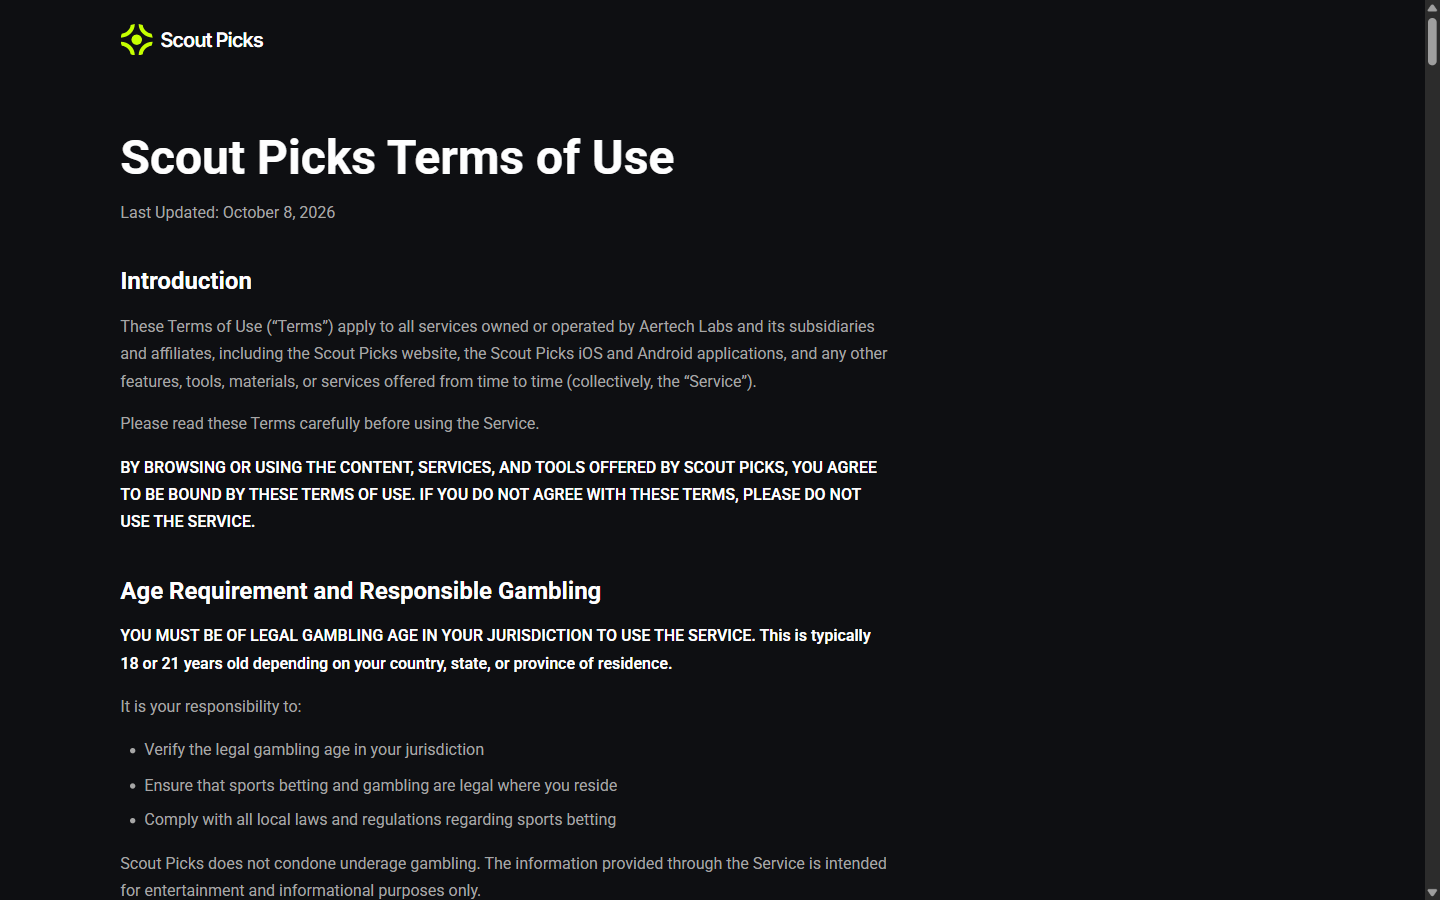 Scout Picks
Scout Picks Terms of Use
Last Updated: October 8, 2026
Introduction
These Terms of Use (“Terms”) apply to all services owned or operated by Aertech Labs and its subsidiaries
and affiliates, including the Scout Picks website, the Scout Picks iOS and Android applications, and any other
features, tools, materials, or services offered from time to time (collectively, the “Service”).
Please read these Terms carefully before using the Service.
BY BROWSING OR USING THE CONTENT, SERVICES, AND TOOLS OFFERED BY SCOUT PICKS, YOU AGREE
TO BE BOUND BY THESE TERMS OF USE. IF YOU DO NOT AGREE WITH THESE TERMS, PLEASE DO NOT
USE THE SERVICE.
Age Requirement and Responsible Gambling
YOU MUST BE OF LEGAL GAMBLING AGE IN YOUR JURISDICTION TO USE THE SERVICE. This is typically
18 or 21 years old depending on your country, state, or province of residence.
It is your responsibility to:
• Verify the legal gambling age in your jurisdiction
• Ensure that sports betting and gambling are legal where you reside
• Comply with all local laws and regulations regarding sports betting
Scout Picks does not condone underage gambling. The information provided through the Service is intended
for entertainment and informational purposes only.